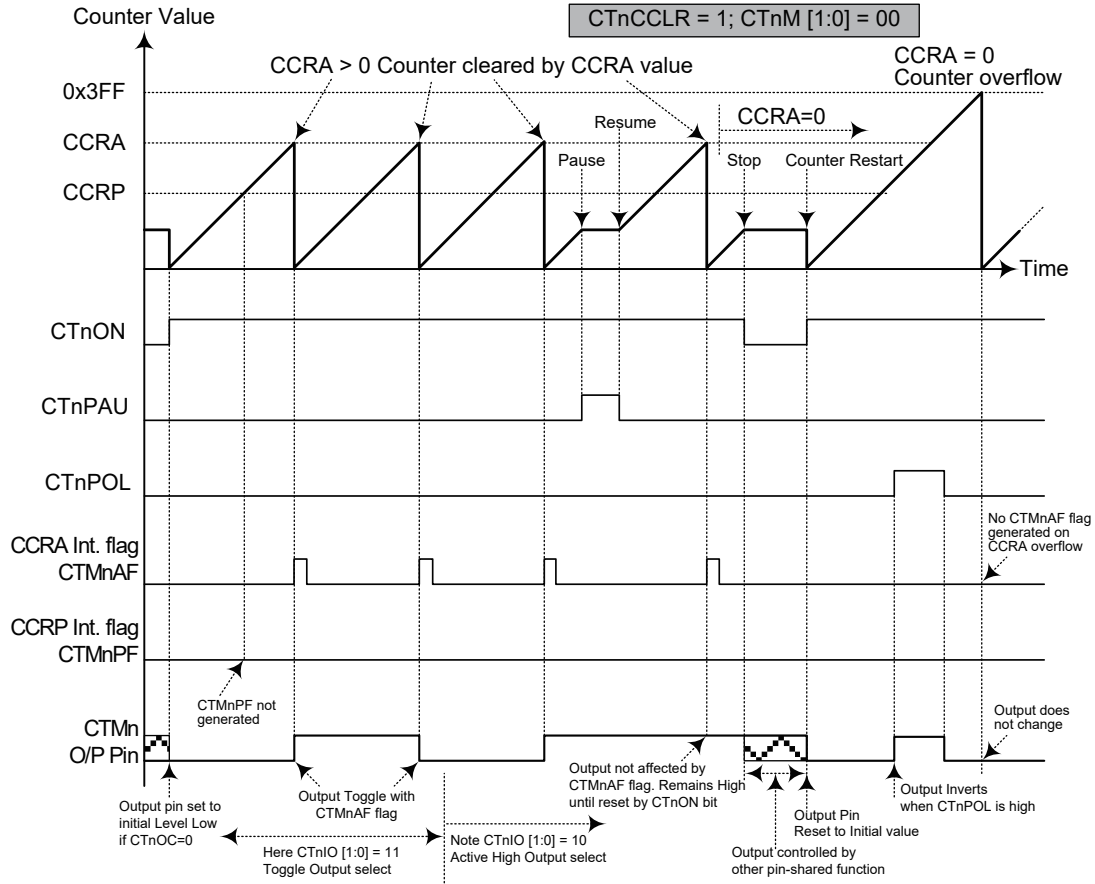 Counter Value
CTnCCLR = 1; CTnM [1:0] = 00
CCRA > 0 Counter cleared by CCRA value
CCRA = 0
Counter overflow
0x3FF
CCRA=0
Resume
CCRA
Pause
Stop
Counter Restart
CCRP
Time
CTnON
CTnPAU
CTnPOL
No CTMnAF flag
generated on
CCRA overflow
CCRA Int. flag
CTMnAF
CCRP Int. flag
CTMnPF
CTMnPF not
generated
Output does
not change
CTMn
O/P Pin
Output pin set to
initial Level Low
if CTnOC=0
Output Toggle with
CTMnAF flag
Here CTnIO [1:0] = 11
Toggle Output select
Note CTnIO [1:0] = 10
Active High Output select
Output not affected by
CTMnAF flag. Remains High
until reset by CTnON bit
Output Pin
Reset to Initial value
Output controlled by
other pin-shared function
Output Inverts
when CTnPOL is high